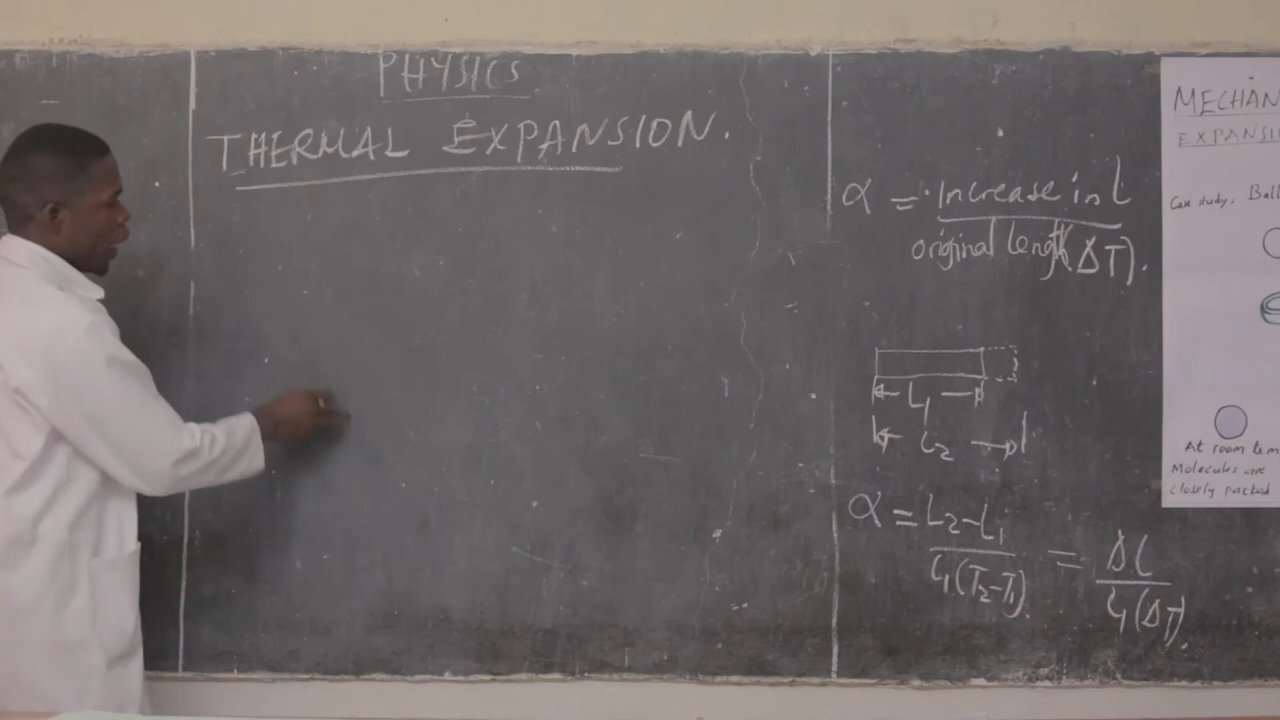 PHYSICS
THERMAL EXPANSION.
α = Increase in L
original length (ΔT).
L₁
L₂
α = L₂-L₁ = ΔL
L₁(T₂-T₁). L₁(ΔT)
MECHAN
EXPANSI
Case study: Ball
At room tem
Molecules are
closely packed